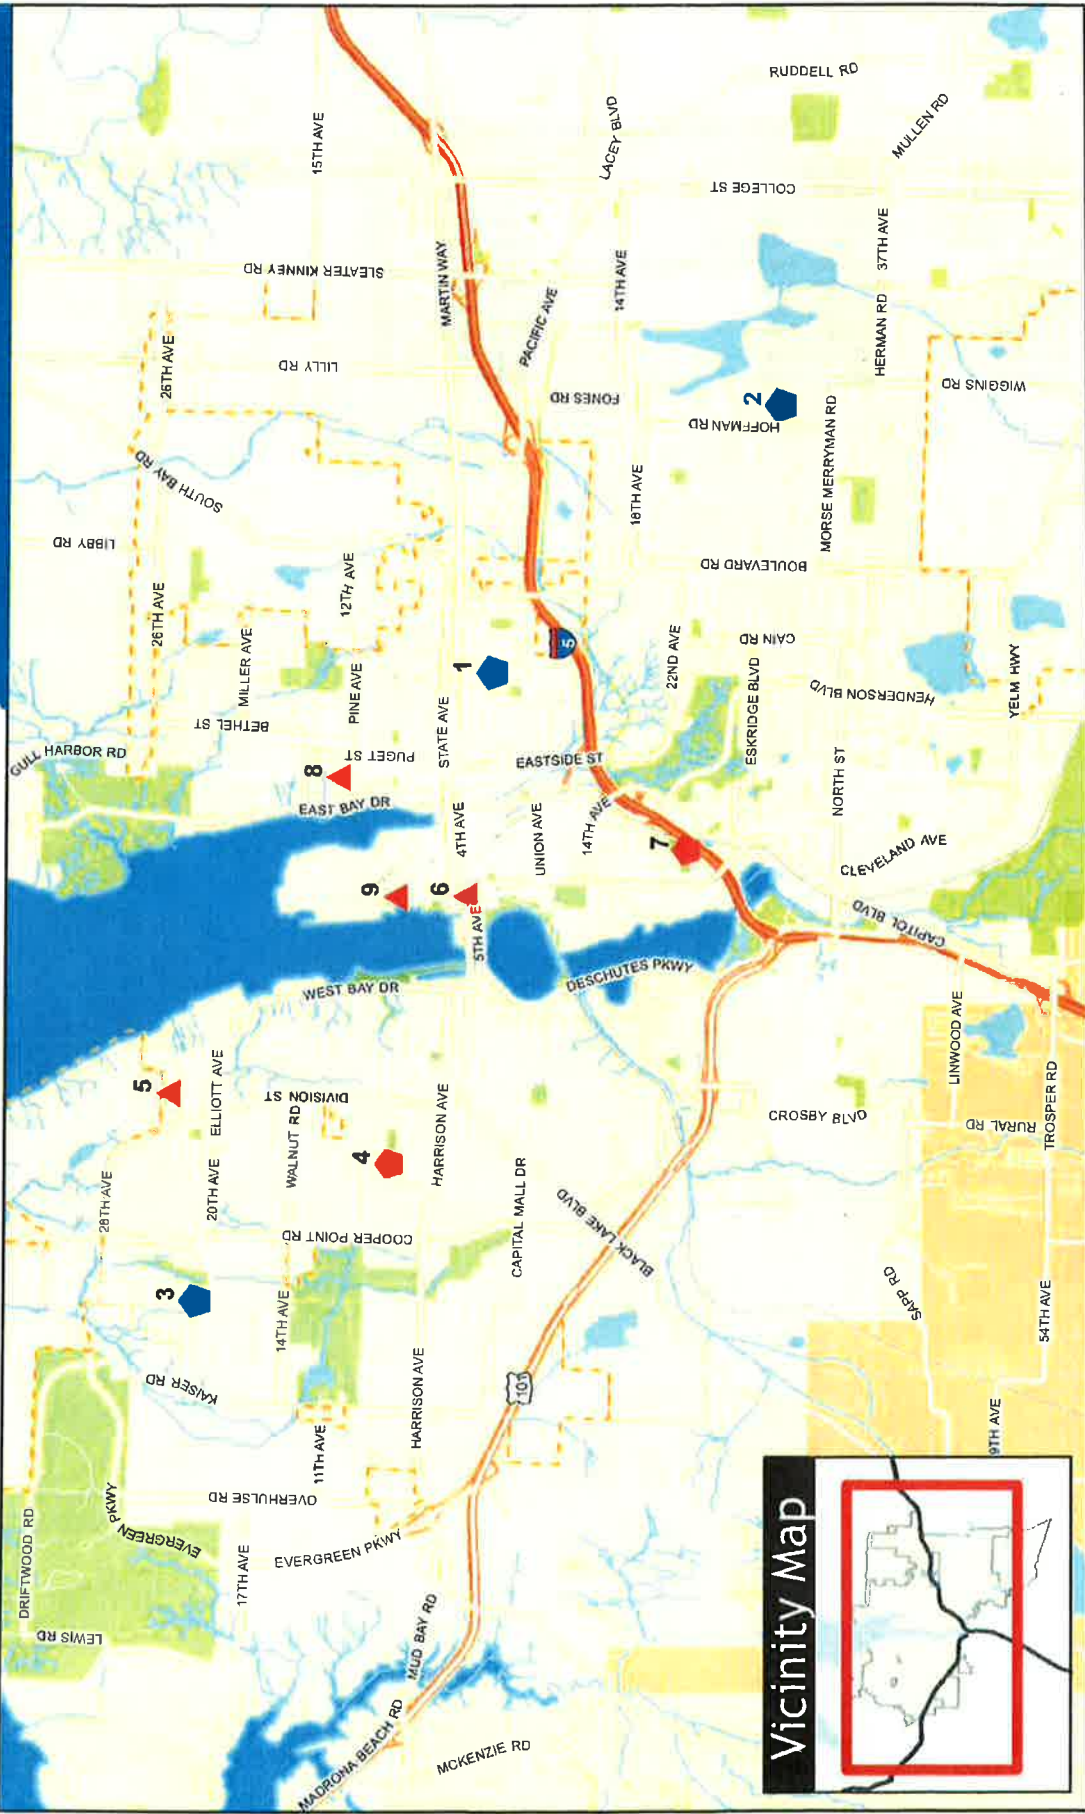 DRIFTWOOD RD
LEWIS RD
EVERGREEN PKWY
17TH AVE
OVERHULSE RD
EVERGREEN PKWY
MUD BAY RD
MADRONA BEACH RD
MCKENZIE RD
KAISER RD
11TH AVE
14TH AVE
HARRISON AVE
101
3
28TH AVE
20TH AVE
ELLIOTT AVE
WALNUT RD
DIVISION ST
COOPER POINT RD
4
5
HARRISON AVE
CAPITAL MALL DR
BLACK LAKE BLVD
WEST BAY DR
5TH AVE
DESCHUTES PKWY
CROSBY BLVD
SAPP RD
RURAL RD
LINWOOD AVE
TROSPER RD
54TH AVE
9TH AVE
GULL HARBOR RD
EAST BAY DR
8
9
6
7
4TH AVE
STATE AVE
UNION AVE
14TH AVE
EASTSIDE ST
PUGET ST
PINE AVE
BETHEL ST
MILLER AVE
12TH AVE
26TH AVE
LIBBY RD
SOUTH BAY RD
26TH AVE
LILLY RD
SLEATER KINNEY RD
15TH AVE
MARTIN WAY
PACIFIC AVE
LACEY BLVD
14TH AVE
FONES RD
18TH AVE
1
5
22ND AVE
ESKRIDGE BLVD
NORTH ST
CLEVELAND AVE
CAPITOL BLVD
HENDERSON BLVD
CAIN RD
BOULEVARD RD
YELM HWY
MORSE MERRYMAN RD
HOFFMAN RD
2
HERMAN RD
37TH AVE
WIGGINS RD
COLLEGE ST
MULLEN RD
RUDDELL RD
Vicinity Map